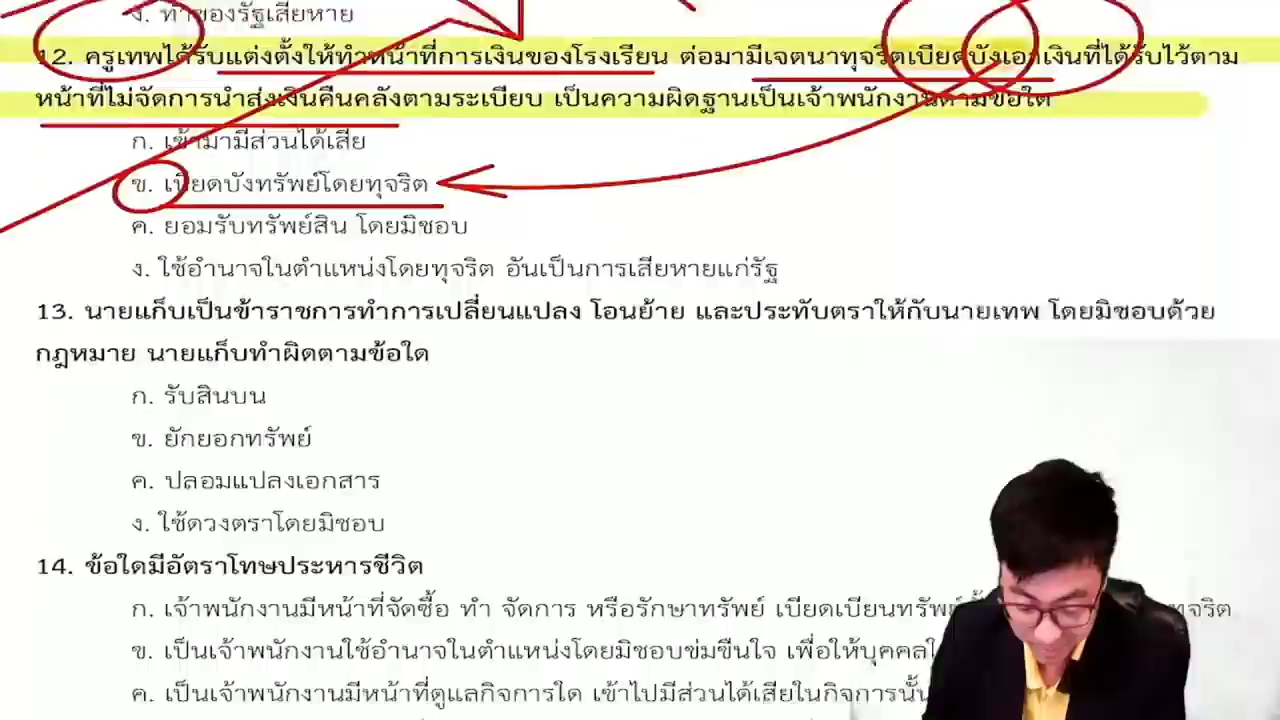 ง. ทำของรัฐเสียหาย
12. ครูเทพได้รับแต่งตั้งให้ทำหน้าที่การเงินของโรงเรียน ต่อมามีเจตนาทุจริตเบียดบังเอาเงินที่ได้รับไว้ตาม
หน้าที่ไม่จัดการนำส่งเงินคืนคลังตามระเบียบ เป็นความผิดฐานเป็นเจ้าพนักงานตามข้อใด
ก. เข้ามามีส่วนได้เสีย
ข. เบียดบังทรัพย์โดยทุจริต
ค. ยอมรับทรัพย์สิน โดยมิชอบ
ง. ใช้อำนาจในตำแหน่งโดยทุจริต อันเป็นการเสียหายแก่รัฐ
13. นายแก็บเป็นข้าราชการทำการเปลี่ยนแปลง โอนย้าย และประทับตราให้กับนายเทพ โดยมิชอบด้วย
กฎหมาย นายแก็บทำผิดตามข้อใด
ก. รับสินบน
ข. ยักยอกทรัพย์
ค. ปลอมแปลงเอกสาร
ง. ใช้ดวงตราโดยมิชอบ
14. ข้อใดมีอัตราโทษประหารชีวิต
ก. เจ้าพนักงานมีหน้าที่จัดซื้อ ทำ จัดการ หรือรักษาทรัพย์ เบียดเบียนทรัพย์
ข. เป็นเจ้าพนักงานใช้อำนาจในตำแหน่งโดยมิชอบข่มขืนใจ เพื่อให้บุคคล
ค. เป็นเจ้าพนักงานมีหน้าที่ดูแลกิจการใด เข้าไปมีส่วนได้เสียในกิจการนั้น